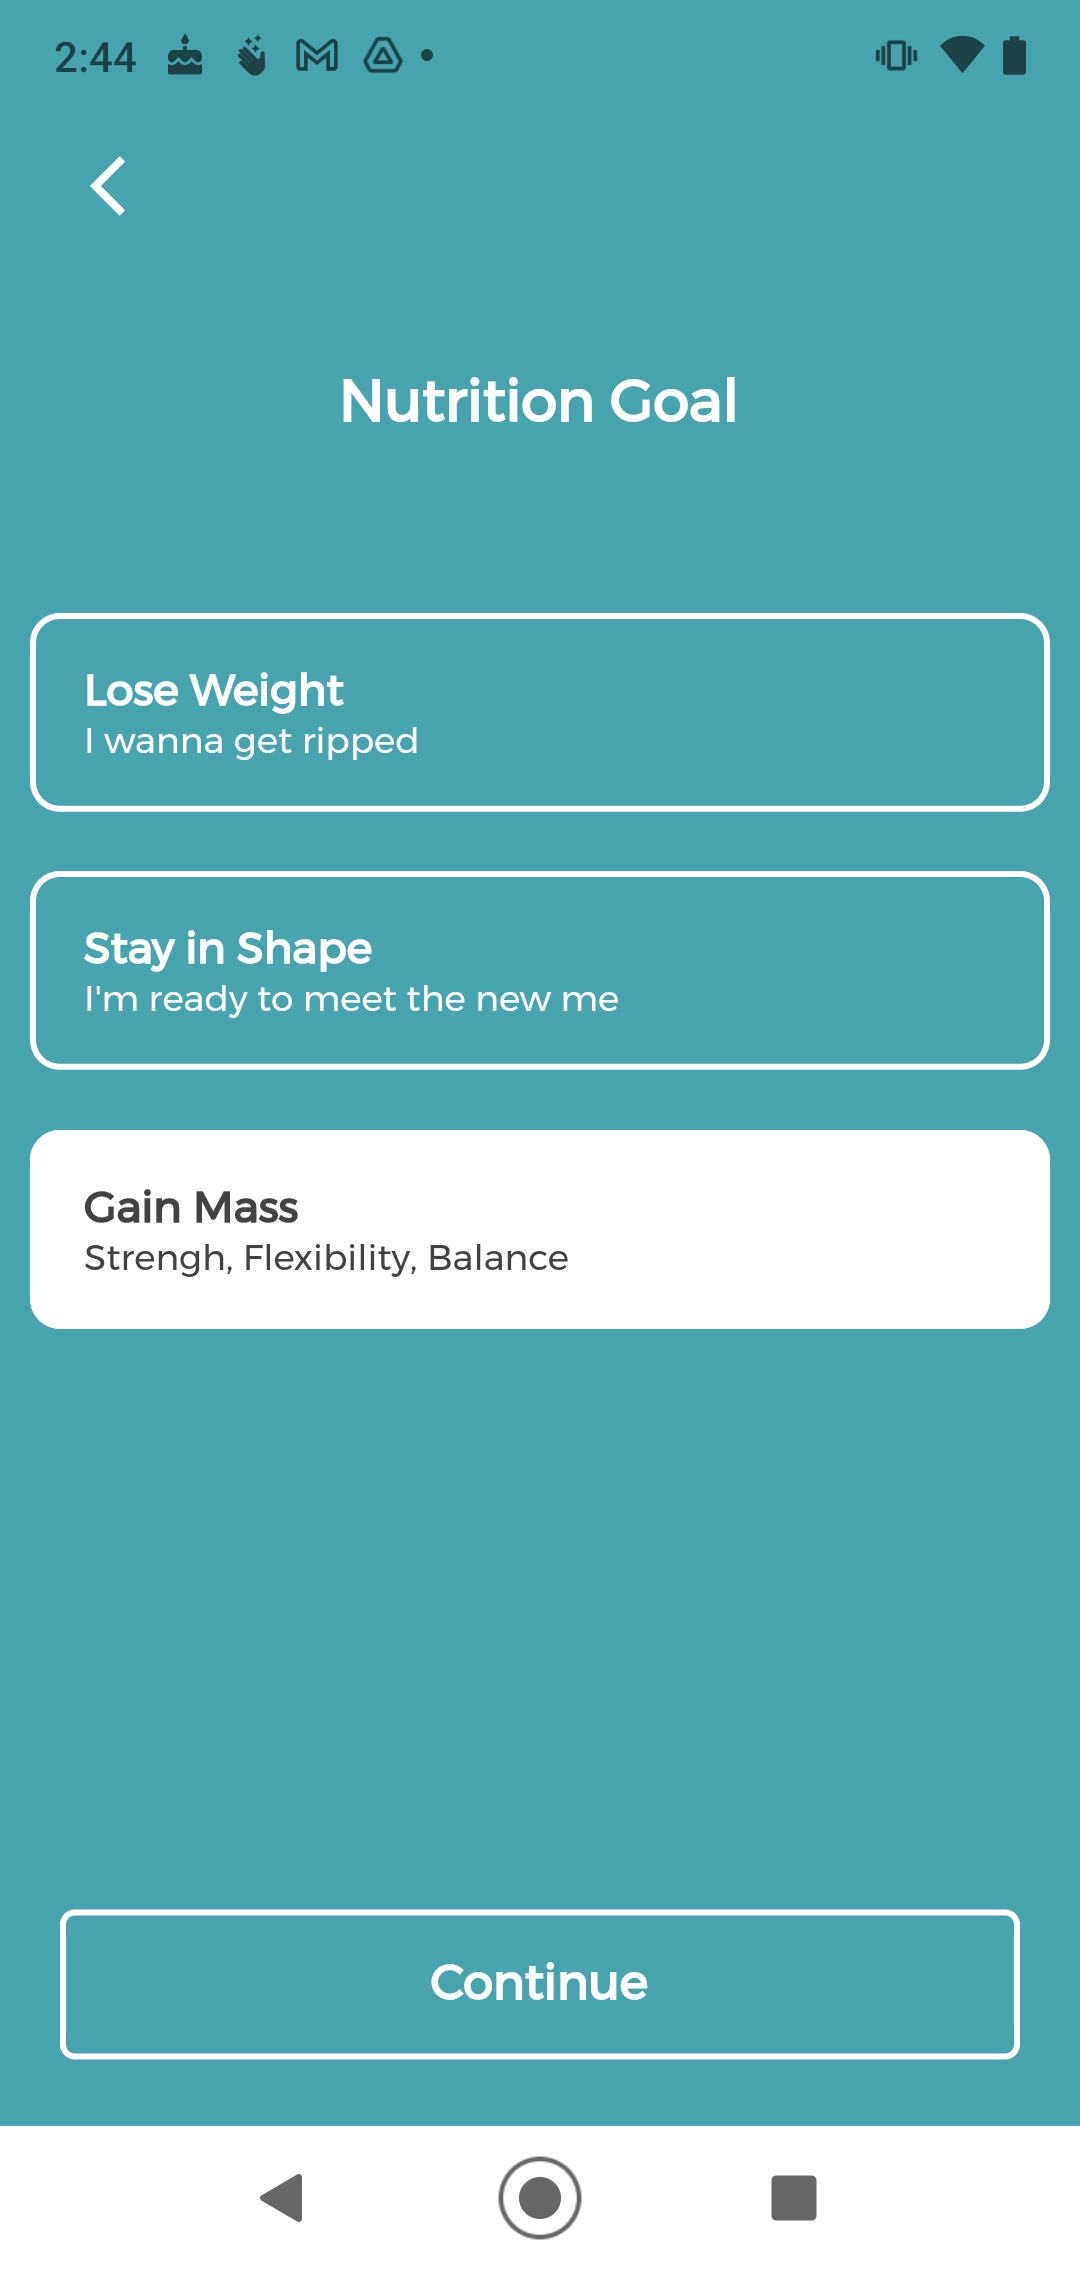 2:44
Nutrition Goal
Lose Weight
I wanna get ripped
Stay in Shape
I'm ready to meet the new me
Gain Mass
Strengh, Flexibility, Balance
Continue